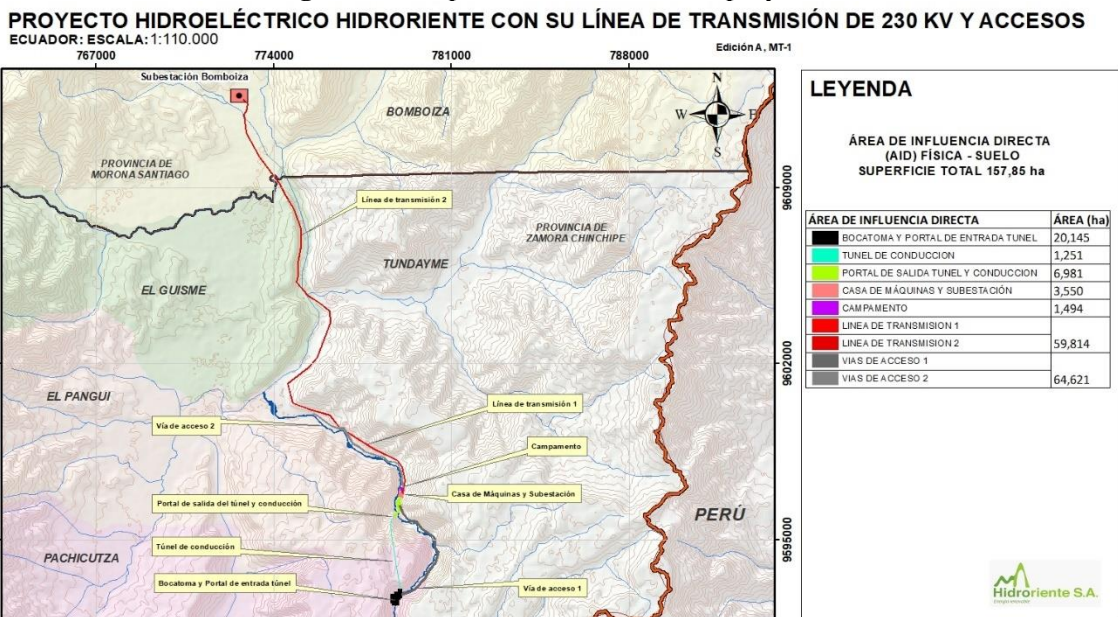 PROYECTO HIDROELÉCTRICO HIDRORIENTE CON SU LÍNEA DE TRANSMISIÓN DE 230 KV Y ACCESOS
ECUADOR: ESCALA: 1:110.000
Edición A, MT-1
767000 774000 781000 788000
Subestación Bomboiza
N
W E
S
BOMBOIZA
PROVINCIA DE
MORONA SANTIAGO
9609000
Línea de transmisión 2
PROVINCIA DE
ZAMORA CHINCHIPE
TUNDAYME
EL GUISME
9602000
EL PANGUI
Línea de transmisión 1
Vía de acceso 2
Campamento
Casa de Máquinas y Subestación
Portal de salida del túnel y conducción
PERÚ
9595000
Túnel de conducción
PACHICUTZA
Bocatoma y Portal de entrada túnel
Vía de acceso 1
LEYENDA
ÁREA DE INFLUENCIA DIRECTA
(AID) FÍSICA - SUELO
SUPERFICIE TOTAL 157,85 ha
ÁREA DE INFLUENCIA DIRECTA ÁREA (ha)
BOCATOMA Y PORTAL DE ENTRADA TUNEL 20,145
TUNEL DE CONDUCCION 1,251
PORTAL DE SALIDA TUNEL Y CONDUCCION 6,981
CASA DE MÁQUINAS Y SUBESTACIÓN 3,550
CAMPAMENTO 1,494
LINEA DE TRANSMISION 1
LINEA DE TRANSMISION 2 59,814
VIAS DE ACCESO 1
VIAS DE ACCESO 2 64,621
Hidroriente S.A.